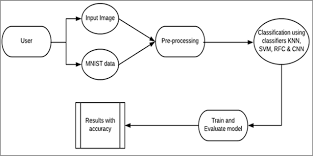 User
Input Image
MNIST data
Pre-processing
Classification using
classifiers KNN,
SVM, RFC & CNN
Train and
Evaluate model
Results with
accuracy